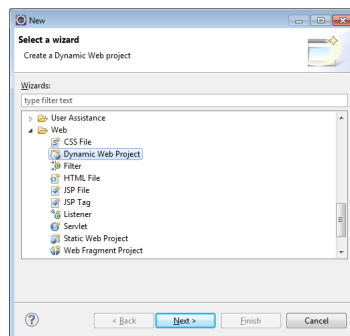 New
Select a wizard
Create a Dynamic Web project
Wizards:
type filter text
User Assistance
Web
CSS File
Dynamic Web Project
Filter
HTML File
JSP File
JSP Tag
Listener
Servlet
Static Web Project
Web Fragment Project
? < Back Next > Finish Cancel